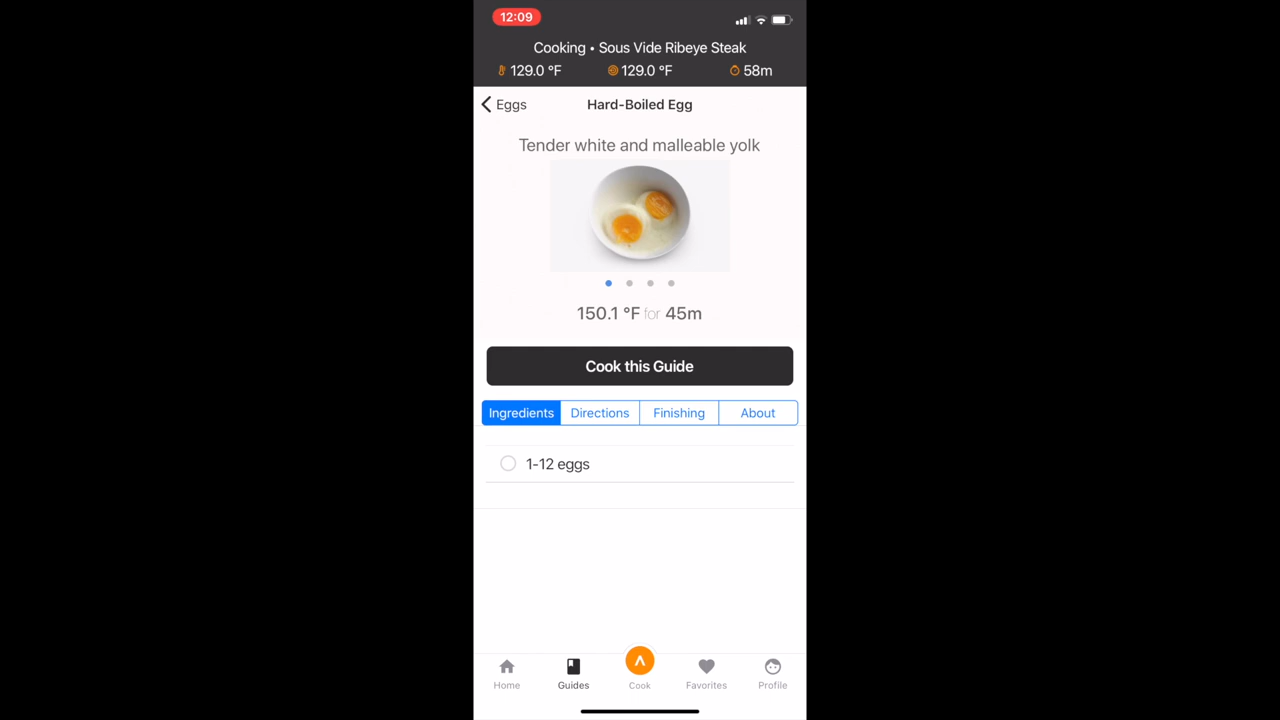 12:09
Cooking • Sous Vide Ribeye Steak
129.0 °F 129.0 °F 58m
Eggs Hard-Boiled Egg
Tender white and malleable yolk
150.1 °F for 45m
Cook this Guide
Ingredients Directions Finishing About
1-12 eggs
Home Guides Cook Favorites Profile